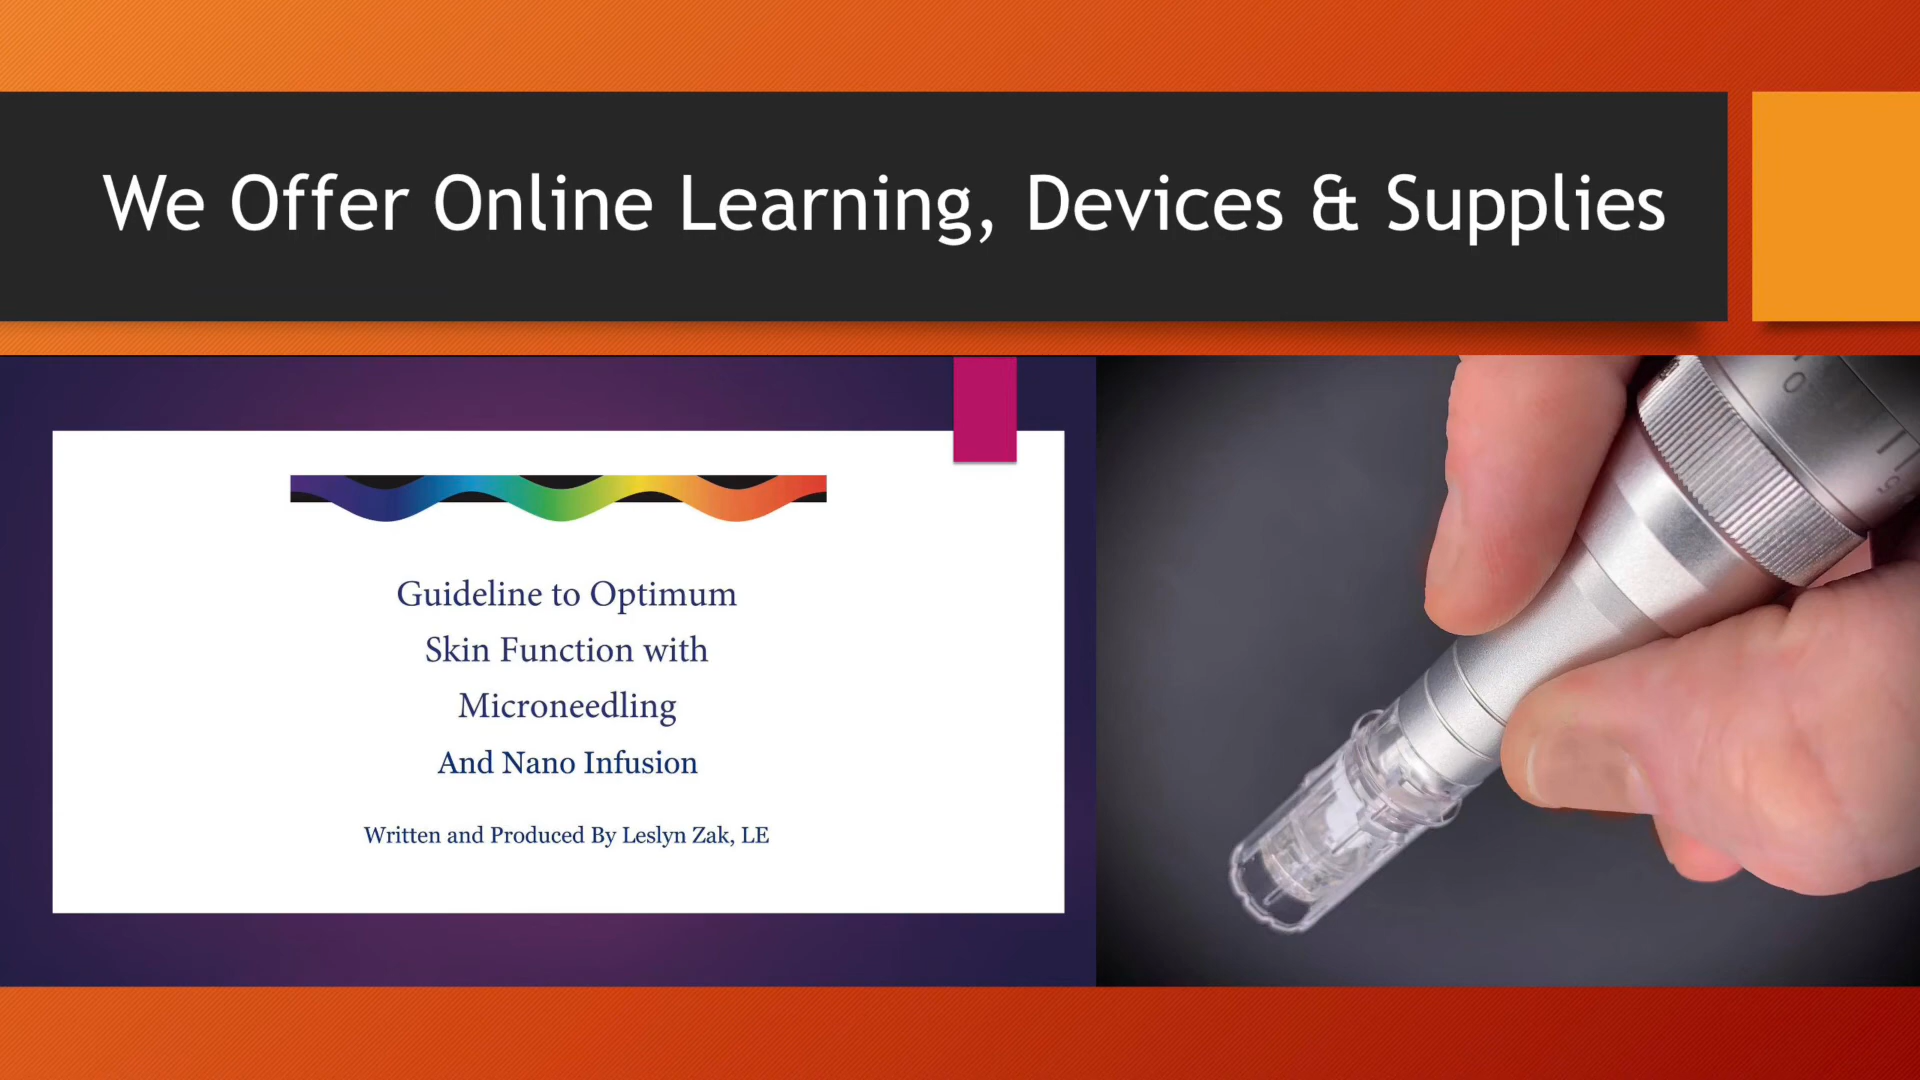 We Offer Online Learning, Devices & Supplies
Guideline to Optimum
Skin Function with
Microneedling
And Nano Infusion
Written and Produced By Leslyn Zak, LE
0